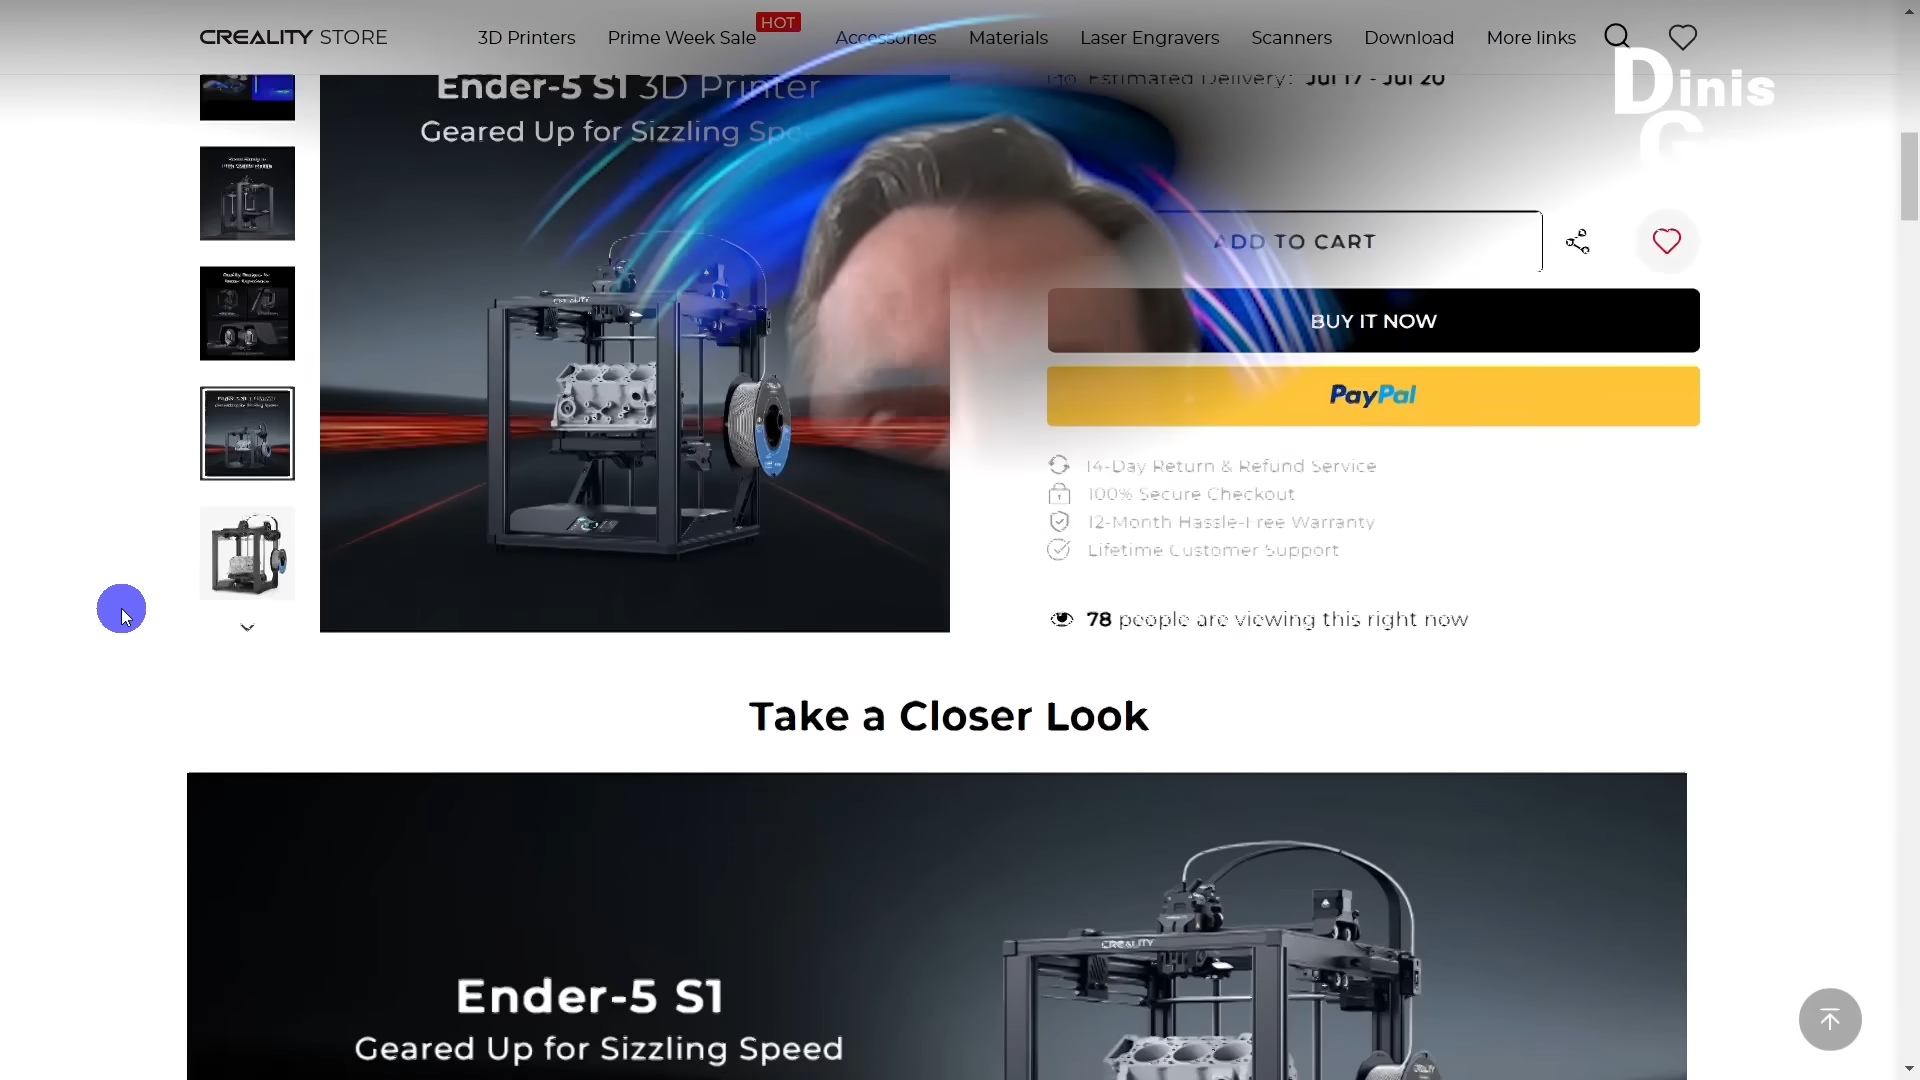 CREALITY STORE
3D Printers
Prime Week Sale
HOT
Accessories
Materials
Laser Engravers
Scanners
Download
More links
Dinis
G
Ender-5 S1 3D Printer
Geared Up for Sizzling Spe
Estimated Delivery: Jul 17 - Jul 20
ADD TO CART
BUY IT NOW
PayPal
14-Day Return & Refund Service
100% Secure Checkout
12-Month Hassle-Free Warranty
Lifetime Customer Support
78 people are viewing this right now
Take a Closer Look
CREALITY
Ender-5 S1
Geared Up for Sizzling Speed